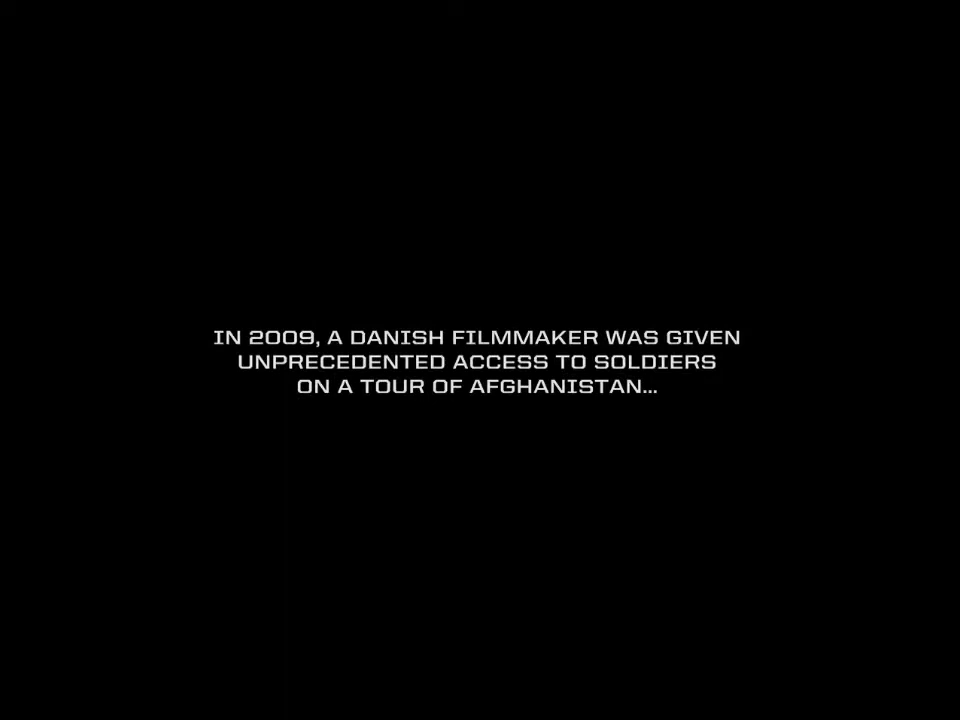 IN 2009, A DANISH FILMMAKER WAS GIVEN
UNPRECEDENTED ACCESS TO SOLDIERS
ON A TOUR OF AFGHANISTAN...